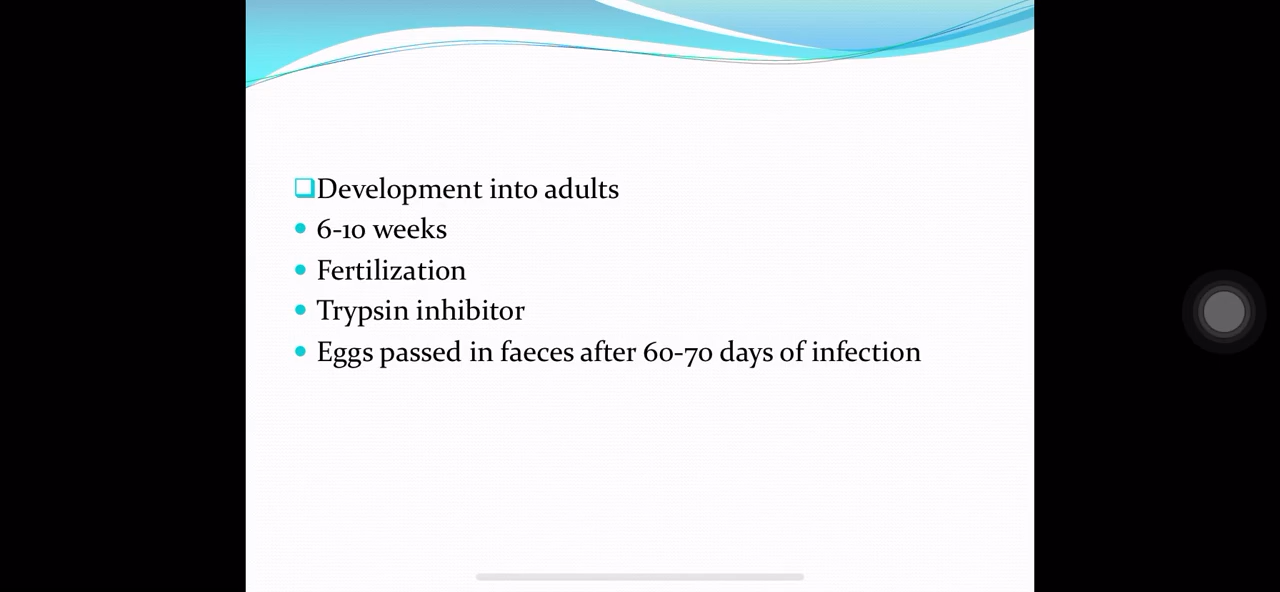 ❑Development into adults
• 6-10 weeks
• Fertilization
• Trypsin inhibitor
• Eggs passed in faeces after 60-70 days of infection